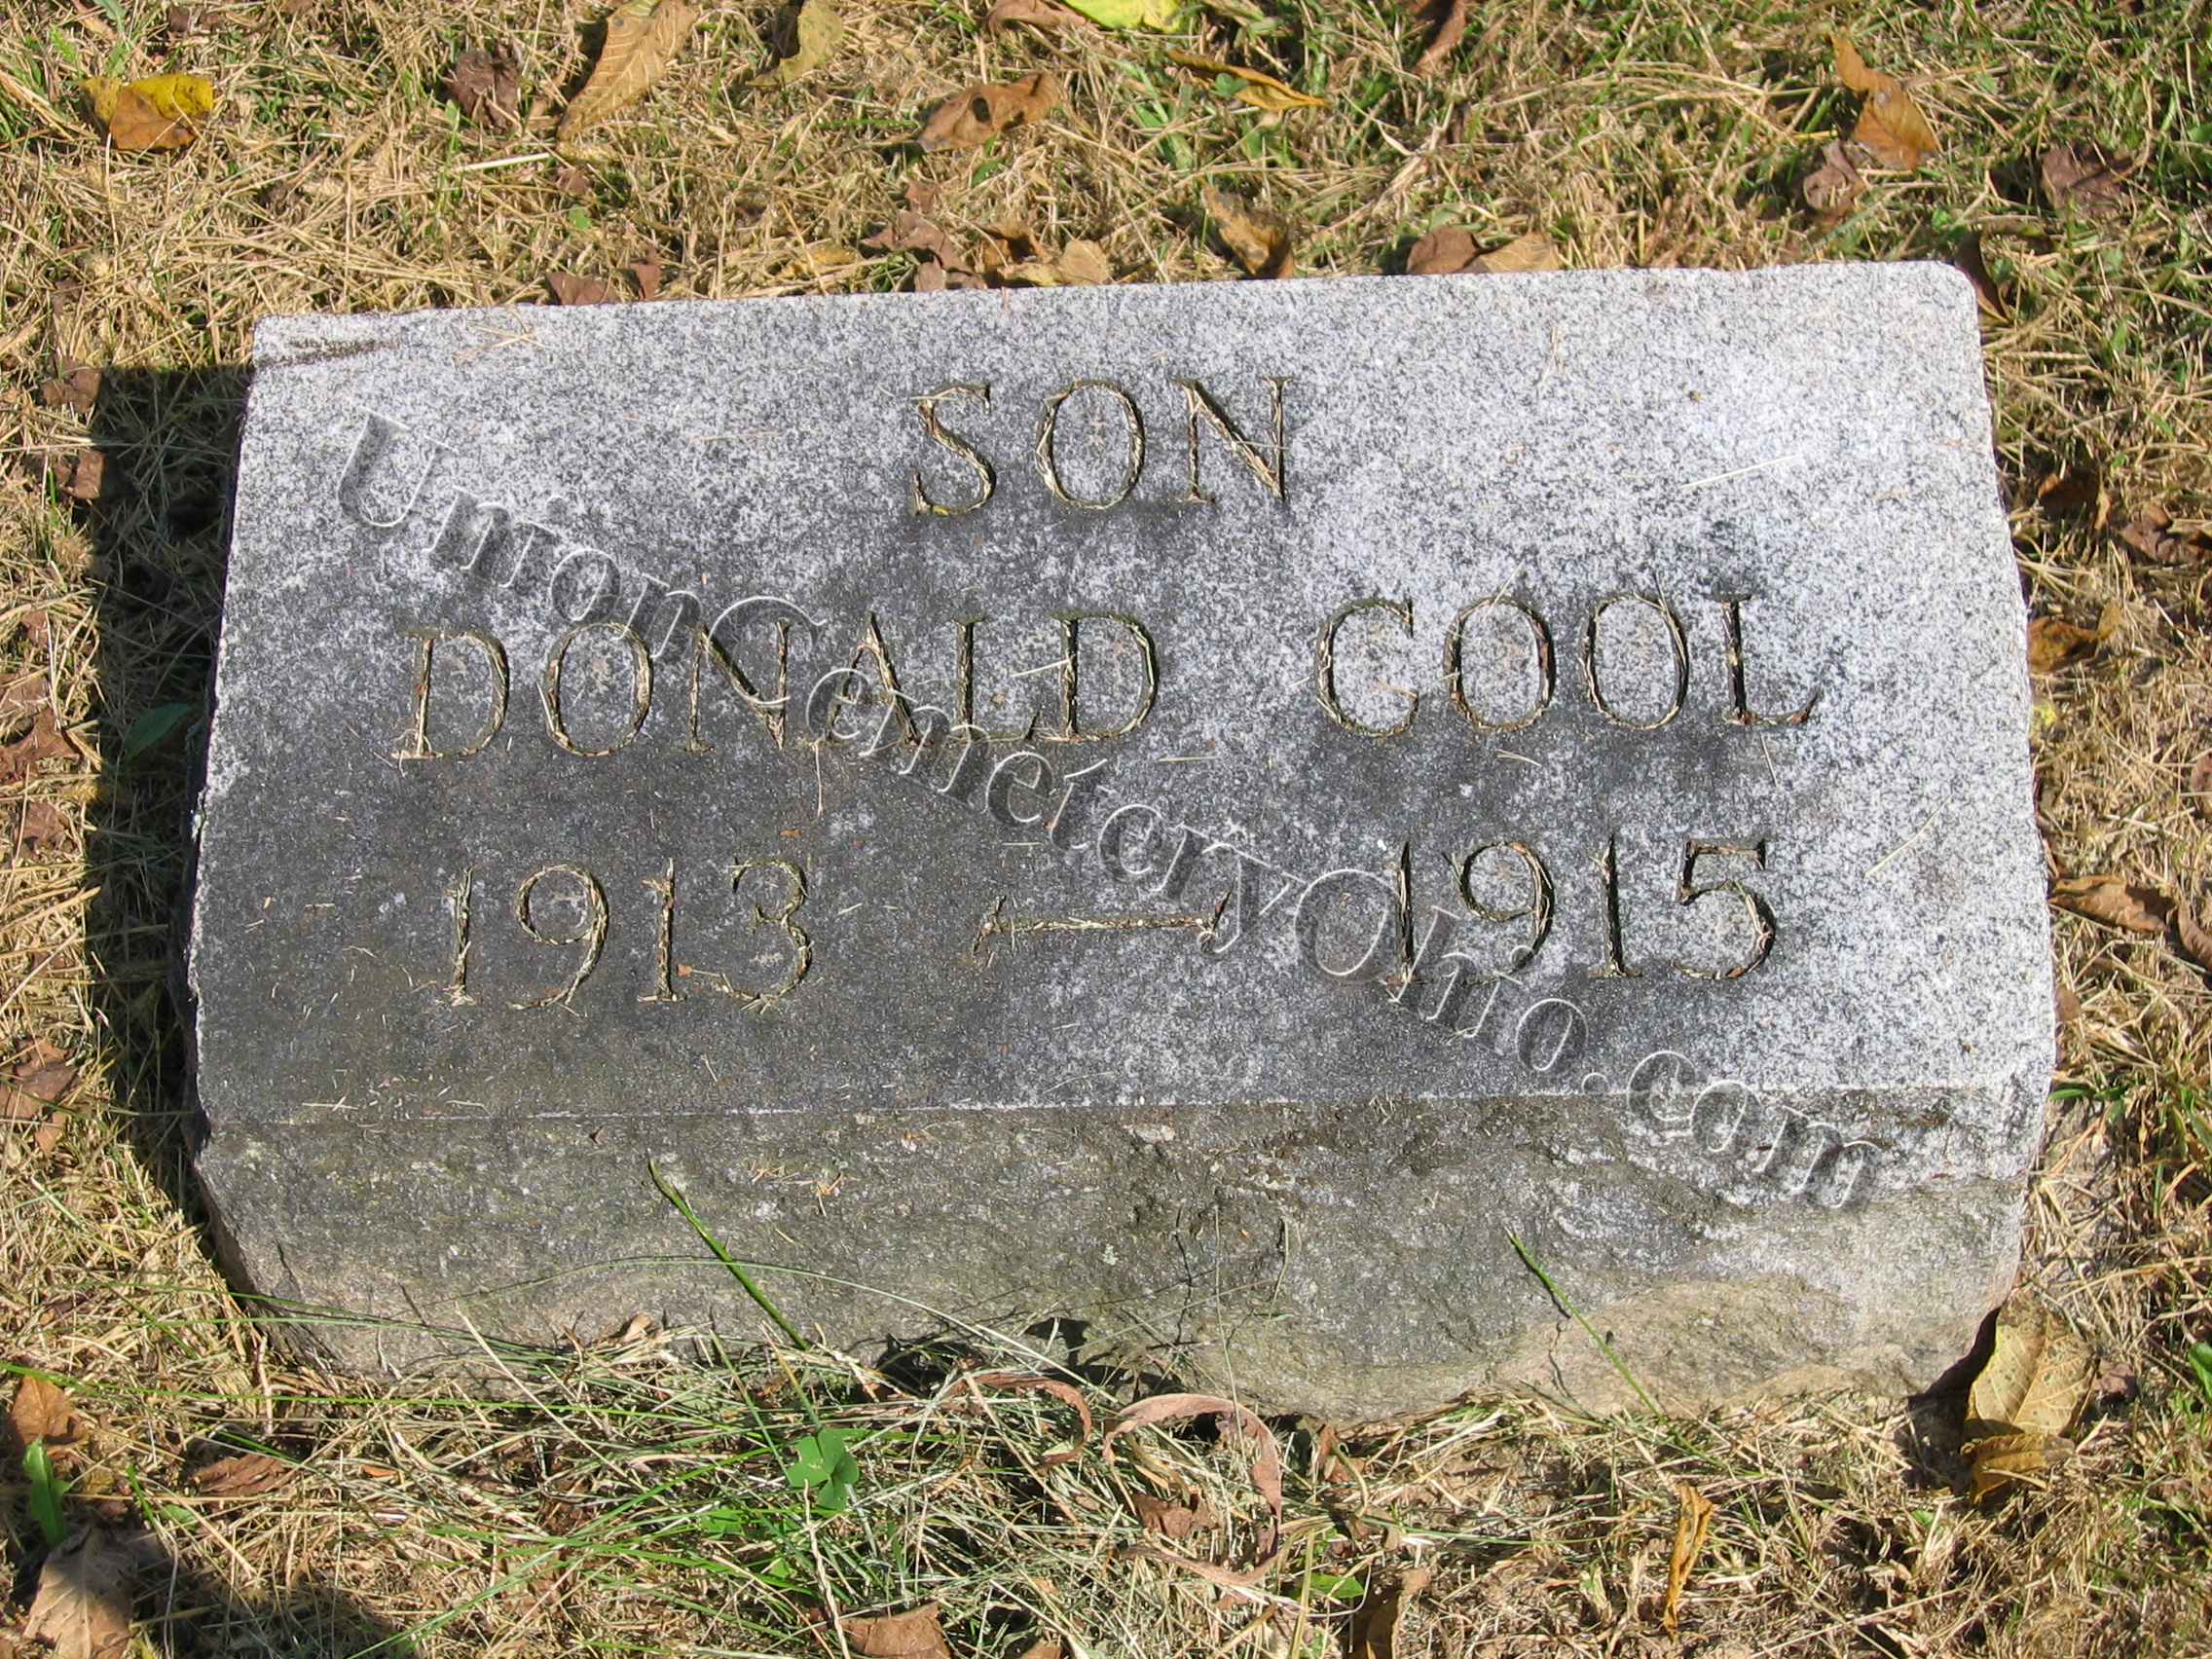 SON
DONALD COOL
1913 — 1915
UnionCemeteryOhio.com